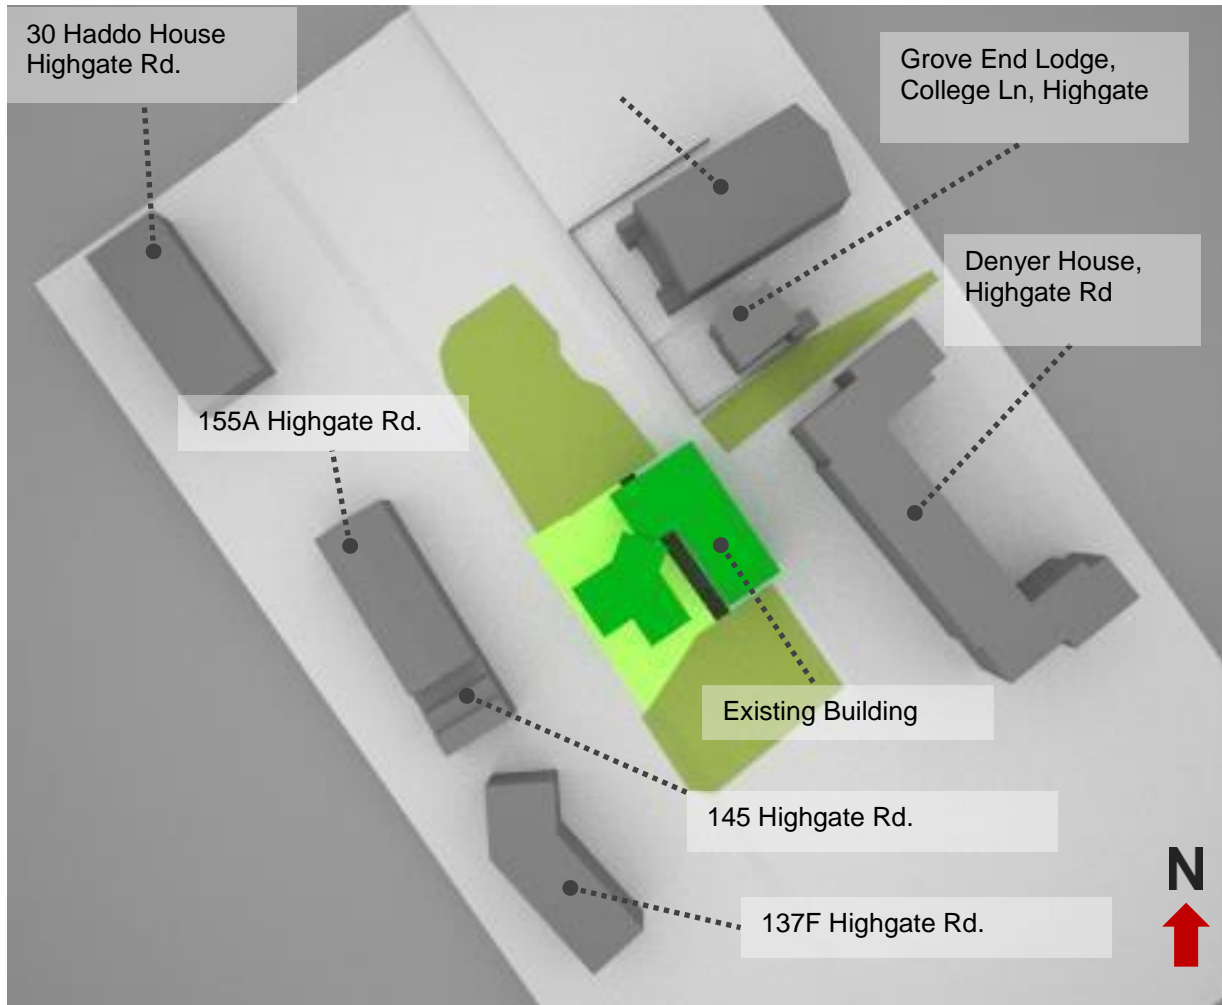 30 Haddo House
Highgate Rd.
Grove End Lodge,
College Ln, Highgate
Denyer House,
Highgate Rd
155A Highgate Rd.
Existing Building
145 Highgate Rd.
137F Highgate Rd.
N